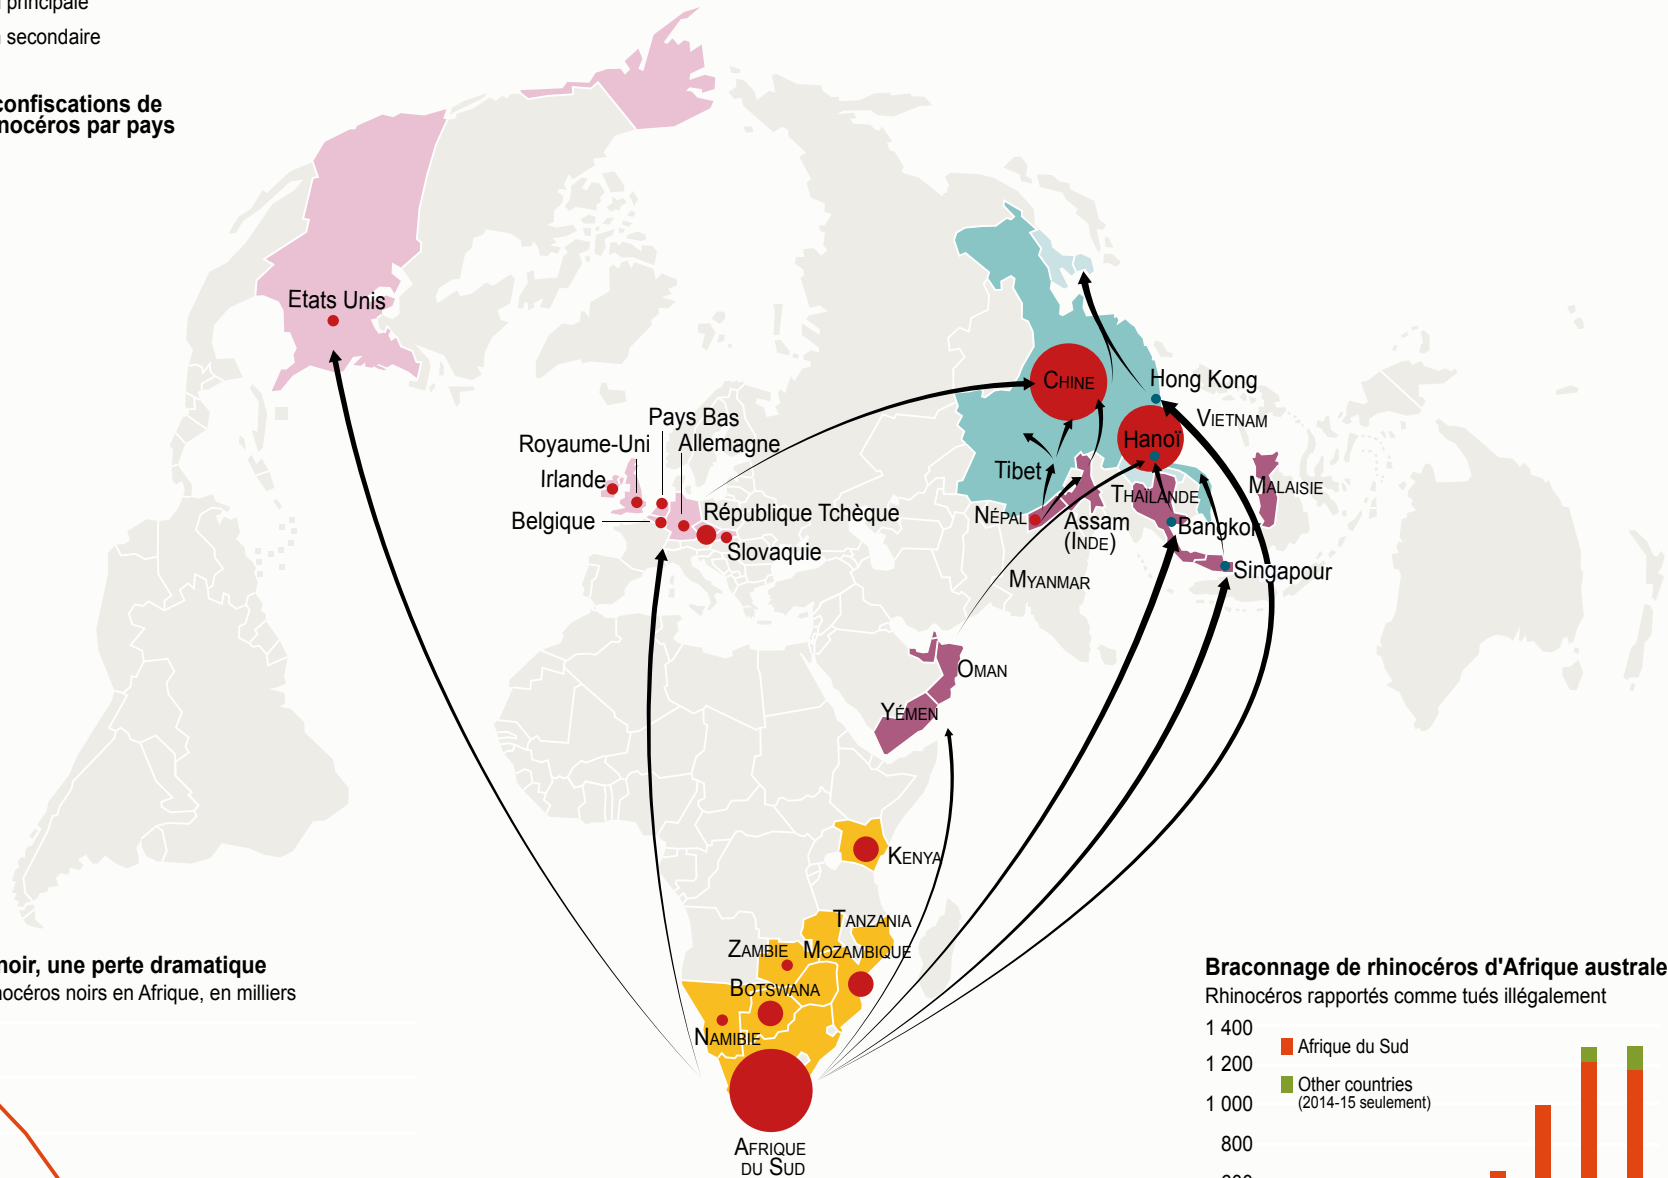 principale
secondaire
confiscations de
nocéros par pays
Etats Unis
Pays Bas
Royaume-Uni
Allemagne
Irlande
Belgique
République Tchèque
Slovaquie
CHINE
Hong Kong
VIETNAM
Hanoï
Tibet
THAÏLANDE
MALAISIE
NÉPAL
Assam
(INDE)
Bangkok
MYANMAR
Singapour
OMAN
YÉMEN
KENYA
TANZANIA
ZAMBIE
MOZAMBIQUE
BOTSWANA
NAMIBIE
AFRIQUE
DU SUD
noir, une perte dramatique
nocéros noirs en Afrique, en milliers
Braconnage de rhinocéros d'Afrique australe
Rhinocéros rapportés comme tués illégalement
1 400
Afrique du Sud
1 200
Other countries
(2014-15 seulement)
1 000
800